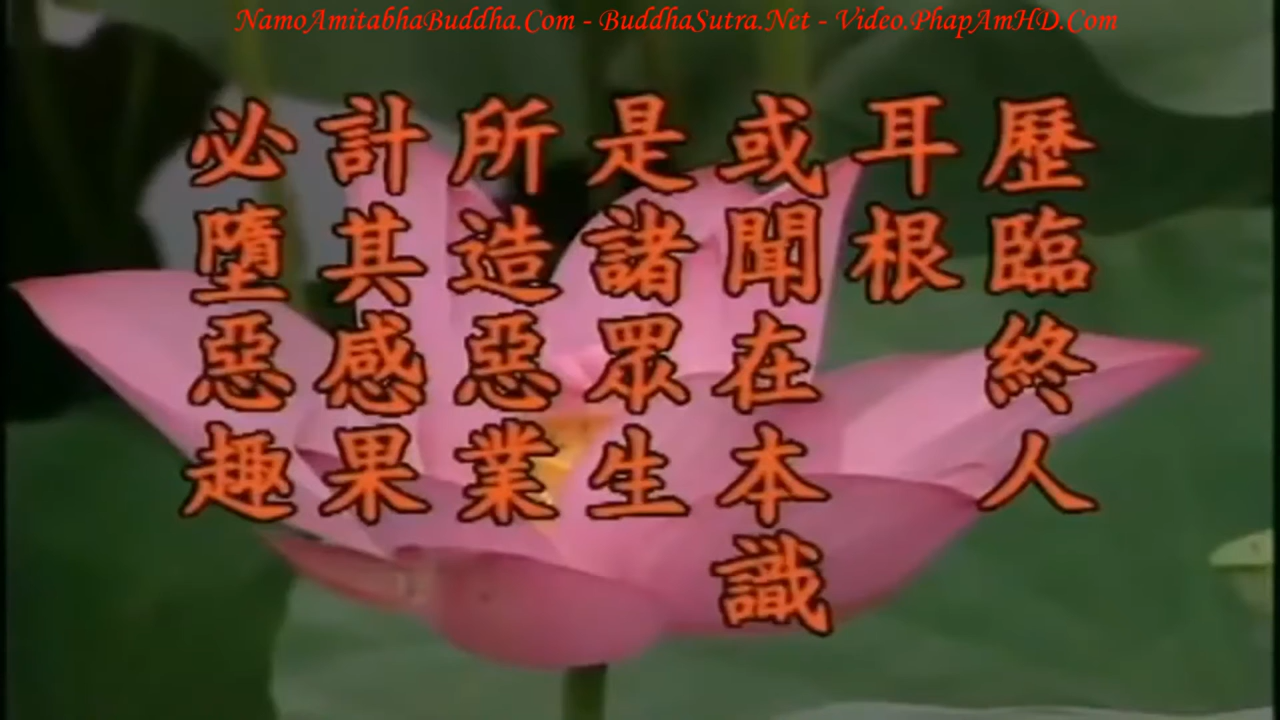 NamoAmitabhaBuddha.Com - BuddhaSutra.Net - Video.PhapAmHD.Com
歷臨終人
耳根
或聞在本識
是諸眾生
所造惡業
計其感果
必墮惡趣